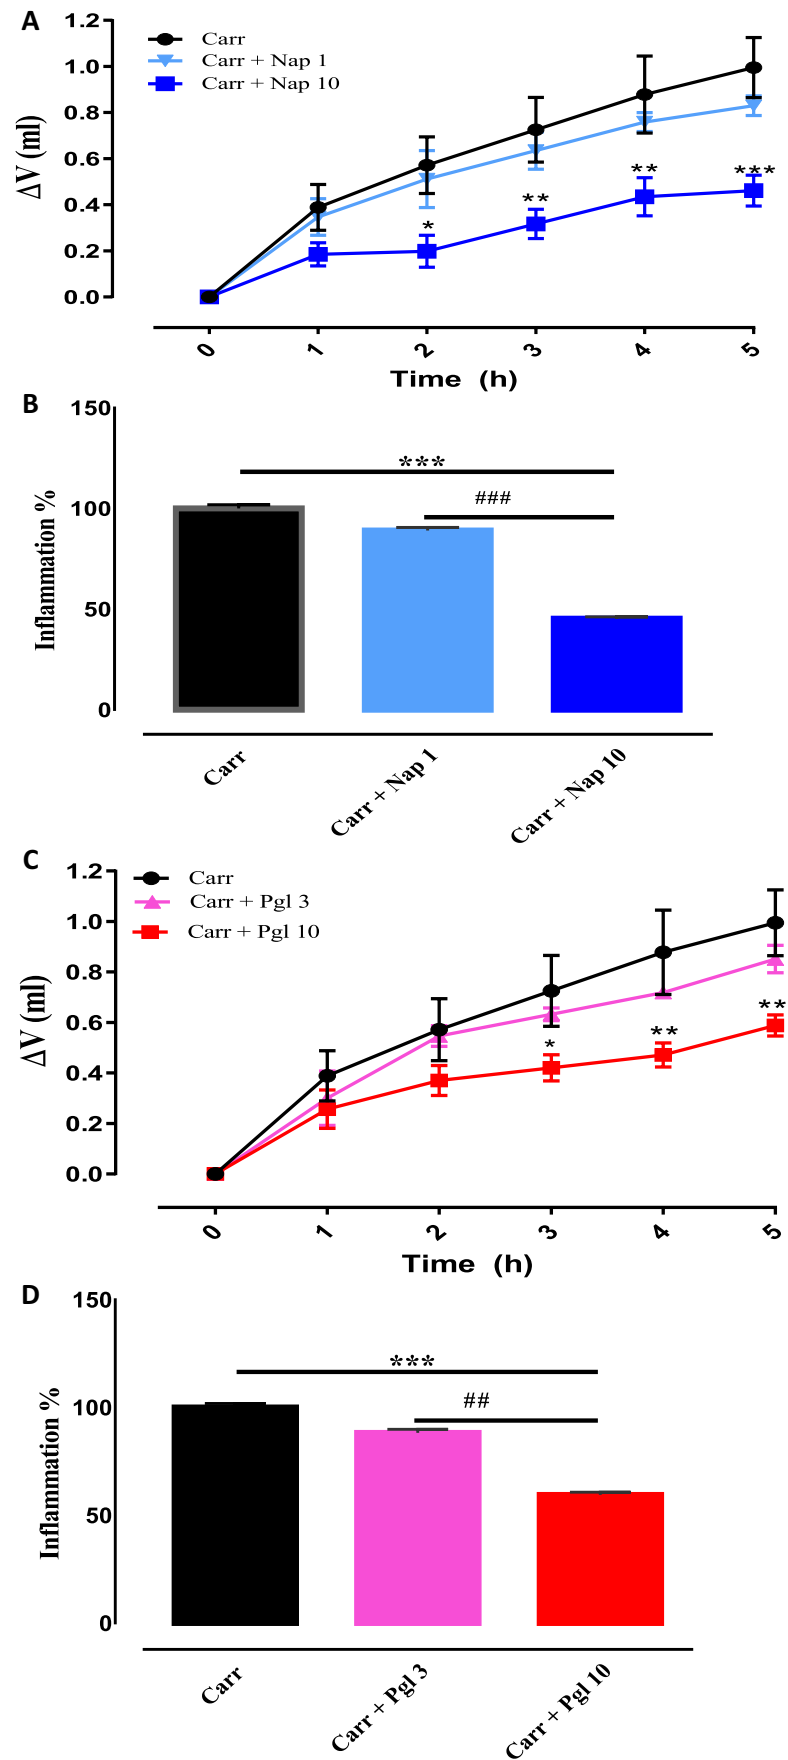 A
1.2
1.0
0.8
0.6
0.4
0.2
0.0
ΔV (ml)
Carr
Carr + Nap 1
Carr + Nap 10
*
**
**
***
0 1 2 3 4 5
Time (h)
B
150
100
50
0
Inflammation %
***
###
Carr
Carr + Nap 1
Carr + Nap 10
C
1.2
1.0
0.8
0.6
0.4
0.2
0.0
ΔV (ml)
Carr
Carr + Pgl 3
Carr + Pgl 10
*
**
**
0 1 2 3 4 5
Time (h)
D
150
100
50
0
Inflammation %
***
##
Carr
Carr + Pgl 3
Carr + Pgl 10